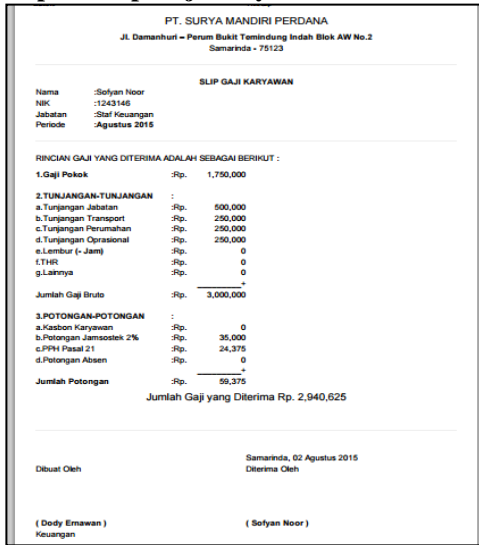 PT. SURYA MANDIRI PERDANA
Jl. Damanhuri – Perum Bukit Temindung Indah Blok AW No.2
Samarinda - 75123
SLIP GAJI KARYAWAN
Nama :Sofyan Noor
NIK :1243146
Jabatan :Staf Keuangan
Periode :Agustus 2015
RINCIAN GAJI YANG DITERIMA ADALAH SEBAGAI BERIKUT :
1.Gaji Pokok :Rp. 1,750,000
2.TUNJANGAN-TUNJANGAN :
a.Tunjangan Jabatan :Rp. 500,000
b.Tunjangan Transport :Rp. 250,000
c.Tunjangan Perumahan :Rp. 250,000
d.Tunjangan Oprasional :Rp. 250,000
e.Lembur (- Jam) :Rp. 0
f.THR :Rp. 0
g.Lainnya :Rp. 0
+
Jumlah Gaji Bruto :Rp. 3,000,000
3.POTONGAN-POTONGAN :
a.Kasbon Karyawan :Rp. 0
b.Potongan Jamsostek 2% :Rp. 35,000
c.PPH Pasal 21 :Rp. 24,375
d.Potongan Absen :Rp. 0
+
Jumlah Potongan :Rp. 59,375
Jumlah Gaji yang Diterima Rp. 2,940,625
Samarinda, 02 Agustus 2015
Dibuat Oleh Diterima Oleh
( Dody Ernawan ) ( Sofyan Noor )
Keuangan